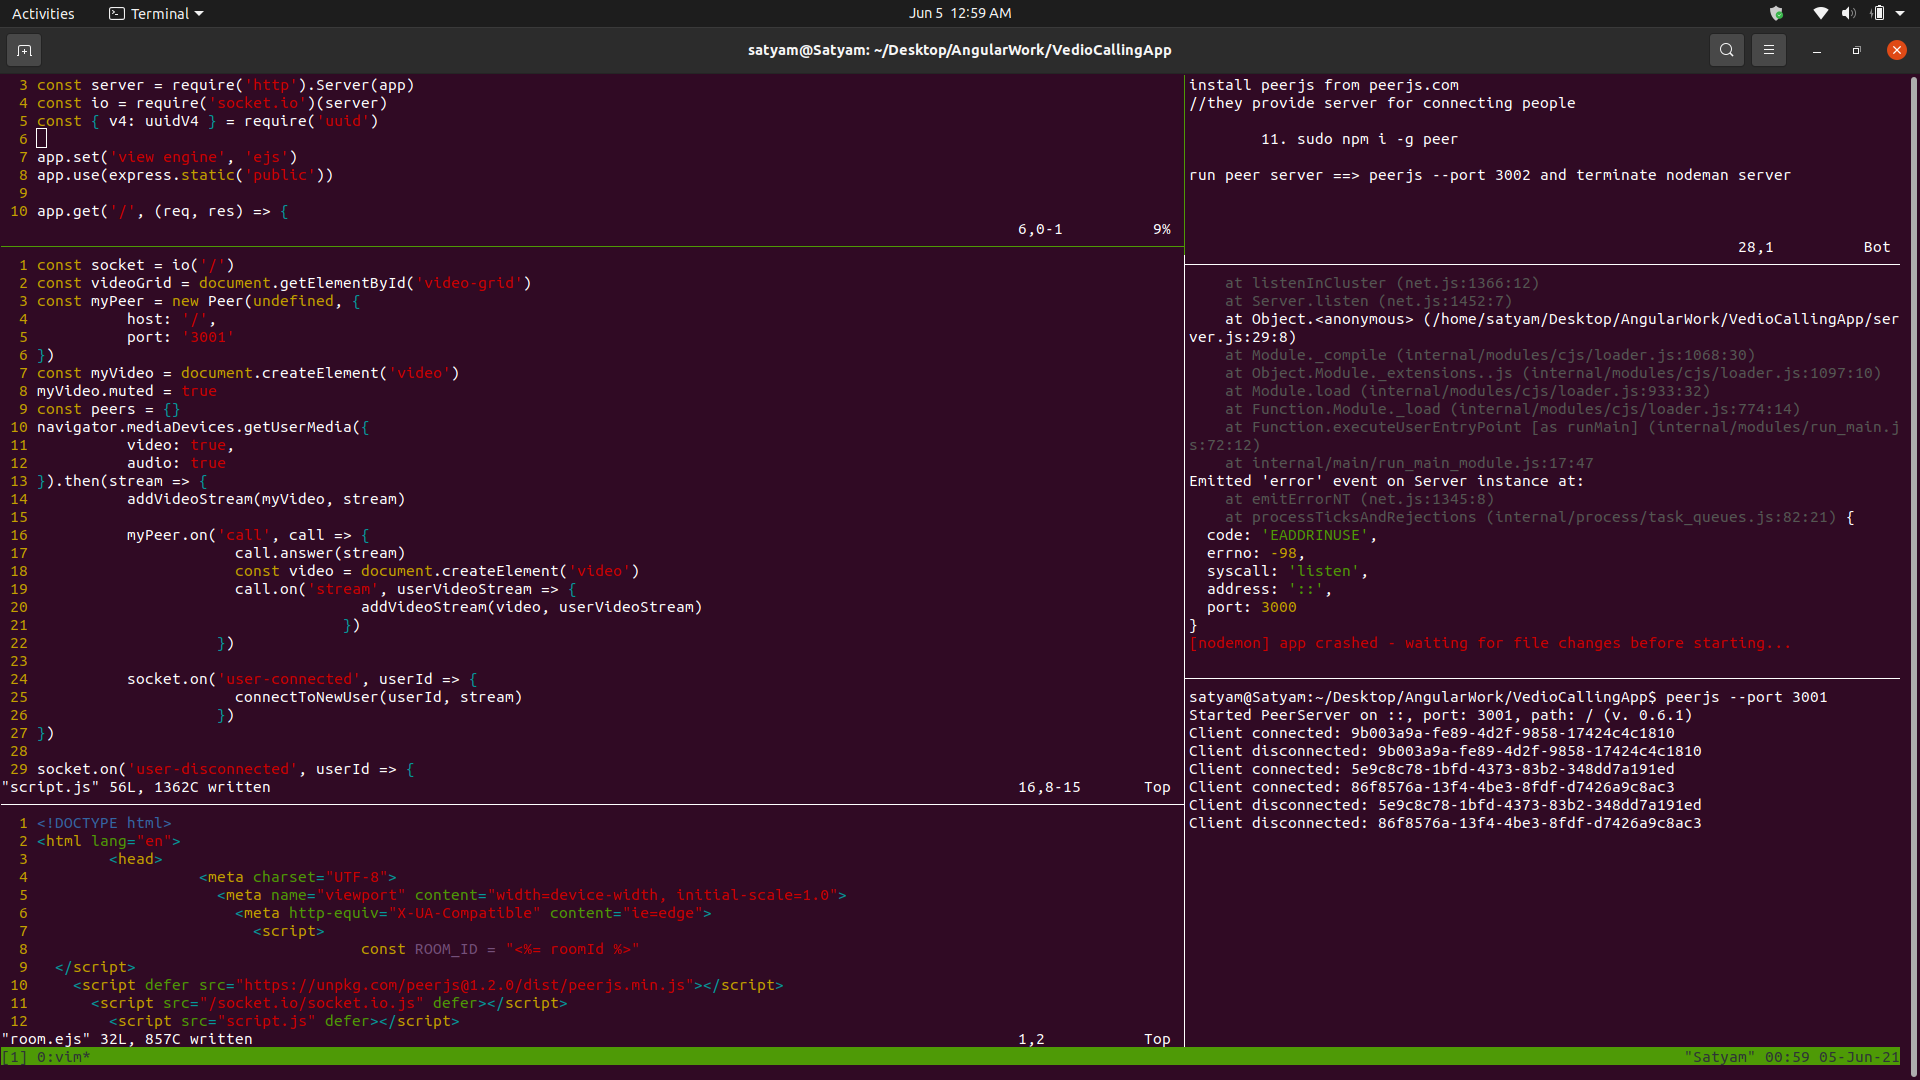 Activities
Terminal
Jun 5  12:59 AM
satyam@Satyam: ~/Desktop/AngularWork/VedioCallingApp
  3 const server = require('http').Server(app)
  4 const io = require('socket.io')(server)
  5 const { v4: uuidV4 } = require('uuid')
  6
  7 app.set('view engine', 'ejs')
  8 app.use(express.static('public'))
  9
 10 app.get('/', (req, res) => {
6,0-1          9%
  1 const socket = io('/')
  2 const videoGrid = document.getElementById('video-grid')
  3 const myPeer = new Peer(undefined, {
  4           host: '/',
  5           port: '3001'
  6 })
  7 const myVideo = document.createElement('video')
  8 myVideo.muted = true
  9 const peers = {}
 10 navigator.mediaDevices.getUserMedia({
 11           video: true,
 12           audio: true
 13 }).then(stream => {
 14           addVideoStream(myVideo, stream)
 15
 16           myPeer.on('call', call => {
 17                       call.answer(stream)
 18                       const video = document.createElement('video')
 19                       call.on('stream', userVideoStream => {
 20                                     addVideoStream(video, userVideoStream)
 21                                   })
 22                     })
 23
 24           socket.on('user-connected', userId => {
 25                       connectToNewUser(userId, stream)
 26                     })
 27 })
 28
 29 socket.on('user-disconnected', userId => {
"script.js" 56L, 1362C written          16,8-15       Top
  1 <!DOCTYPE html>
  2 <html lang="en">
  3         <head>
  4                   <meta charset="UTF-8">
  5                     <meta name="viewport" content="width=device-width, initial-scale=1.0">
  6                       <meta http-equiv="X-UA-Compatible" content="ie=edge">
  7                         <script>
  8                                     const ROOM_ID = "<%= roomId %>"
  9   </script>
 10     <script defer src="https://unpkg.com/peerjs@1.2.0/dist/peerjs.min.js"></script>
 11       <script src="/socket.io/socket.io.js" defer></script>
 12         <script src="script.js" defer></script>
"room.ejs" 32L, 857C written          1,2           Top
install peerjs from peerjs.com
//they provide server for connecting people
        11. sudo npm i -g peer
run peer server ==> peerjs --port 3002 and terminate nodeman server
28,1          Bot
    at listenInCluster (net.js:1366:12)
    at Server.listen (net.js:1452:7)
    at Object.<anonymous> (/home/satyam/Desktop/AngularWork/VedioCallingApp/ser
ver.js:29:8)
    at Module._compile (internal/modules/cjs/loader.js:1068:30)
    at Object.Module._extensions..js (internal/modules/cjs/loader.js:1097:10)
    at Module.load (internal/modules/cjs/loader.js:933:32)
    at Function.Module._load (internal/modules/cjs/loader.js:774:14)
    at Function.executeUserEntryPoint [as runMain] (internal/modules/run_main.j
s:72:12)
    at internal/main/run_main_module.js:17:47
Emitted 'error' event on Server instance at:
    at emitErrorNT (net.js:1345:8)
    at processTicksAndRejections (internal/process/task_queues.js:82:21) {
  code: 'EADDRINUSE',
  errno: -98,
  syscall: 'listen',
  address: '::',
  port: 3000
}
[nodemon] app crashed - waiting for file changes before starting...
satyam@Satyam:~/Desktop/AngularWork/VedioCallingApp$ peerjs --port 3001
Started PeerServer on ::, port: 3001, path: / (v. 0.6.1)
Client connected: 9b003a9a-fe89-4d2f-9858-17424c4c1810
Client disconnected: 9b003a9a-fe89-4d2f-9858-17424c4c1810
Client connected: 5e9c8c78-1bfd-4373-83b2-348dd7a191ed
Client connected: 86f8576a-13f4-4be3-8fdf-d7426a9c8ac3
Client disconnected: 5e9c8c78-1bfd-4373-83b2-348dd7a191ed
Client disconnected: 86f8576a-13f4-4be3-8fdf-d7426a9c8ac3
[1] 0:vim*          "Satyam" 00:59 05-Jun-21